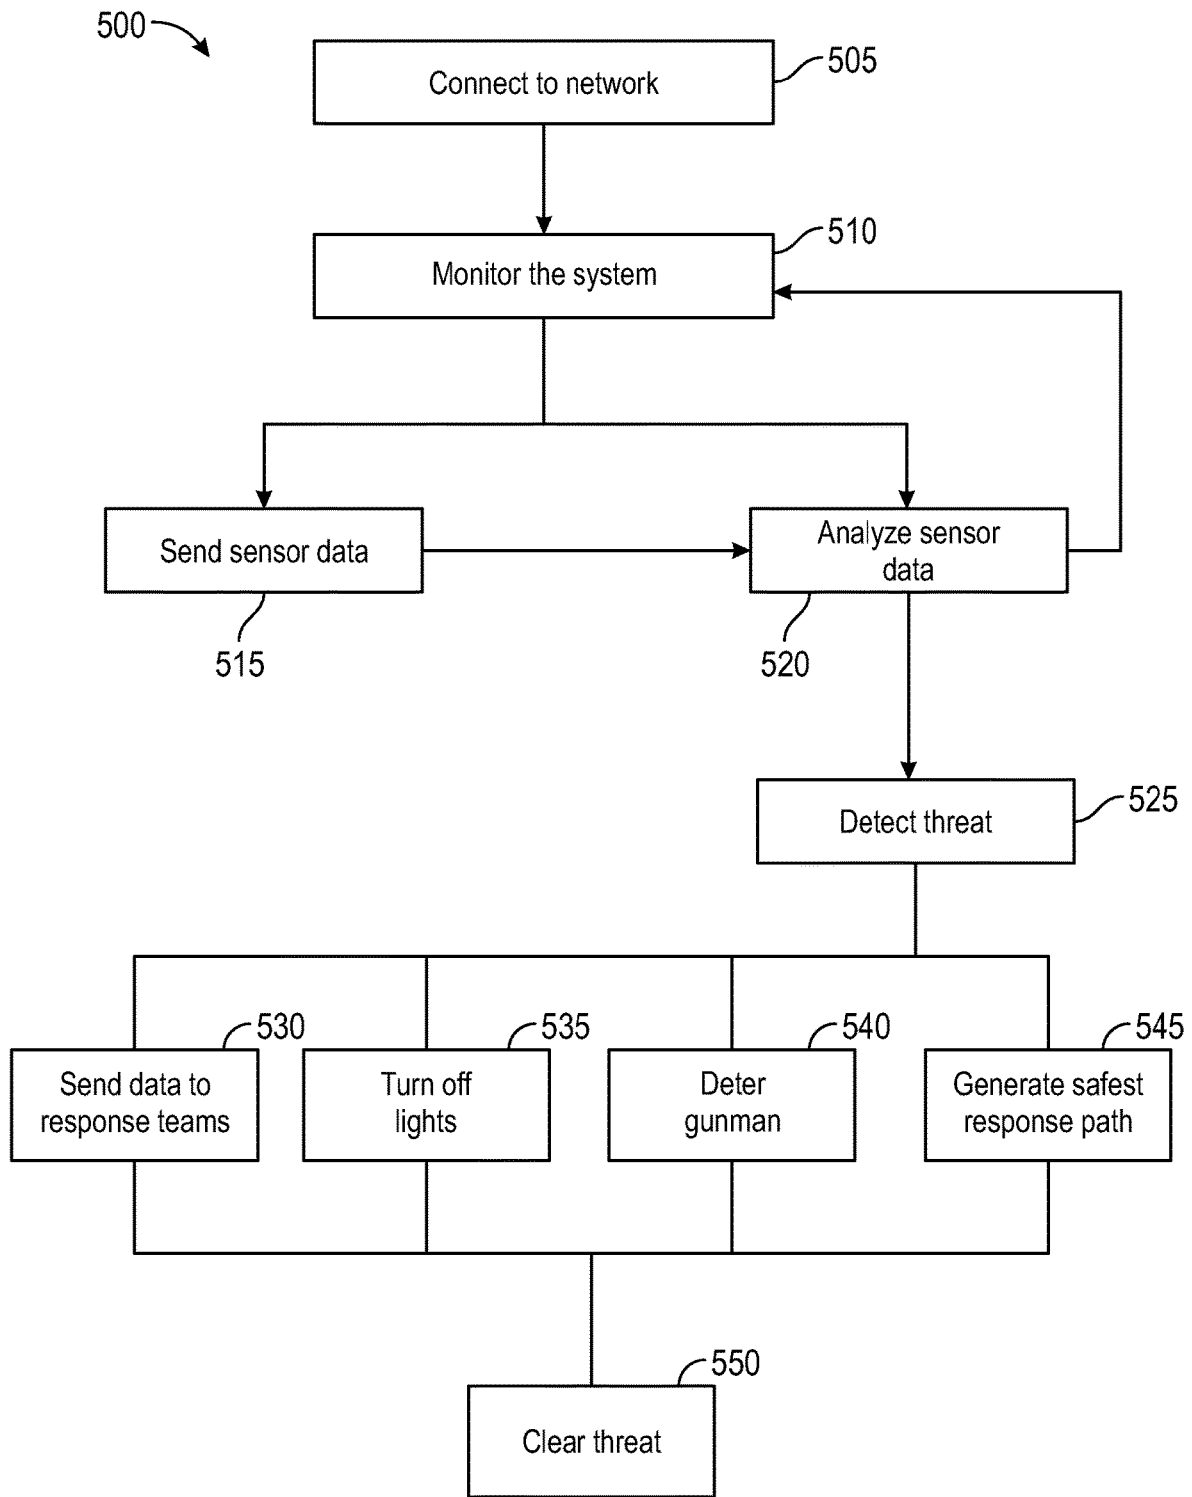 500
Connect to network
505
Monitor the system
510
Send sensor data
515
Analyze sensor
data
520
Detect threat
525
530
Send data to
response teams
535
Turn off
lights
540
Deter
gunman
545
Generate safest
response path
550
Clear threat